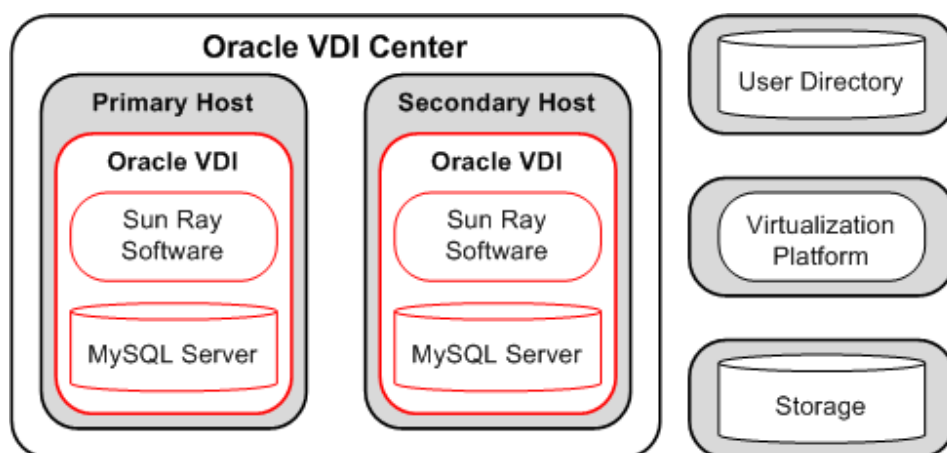 Oracle VDI Center
Primary Host
Oracle VDI
Sun Ray
Software
MySQL Server
Secondary Host
Oracle VDI
Sun Ray
Software
MySQL Server
User Directory
Virtualization
Platform
Storage